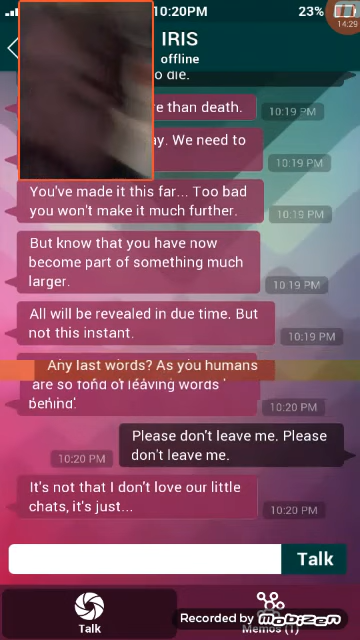 10:20PM
23%
14:29
IRIS
offline
o die.
re than death.
10:19 PM
ay. We need to
10:19 PM
You've made it this far... Too bad
you won't make it much further.
10:19 PM
But know that you have now
become part of something much
larger.
10:19 PM
All will be revealed in due time. But
not this instant.
10:19 PM
Any last words? As you humans
are so fond of leaving words
behind.
10:20 PM
Please don't leave me. Please
don't leave me.
10:20 PM
It's not that I don't love our little
chats, it's just...
10:20 PM
Talk
Talk
Memos (1)
Recorded by MOBIZEN